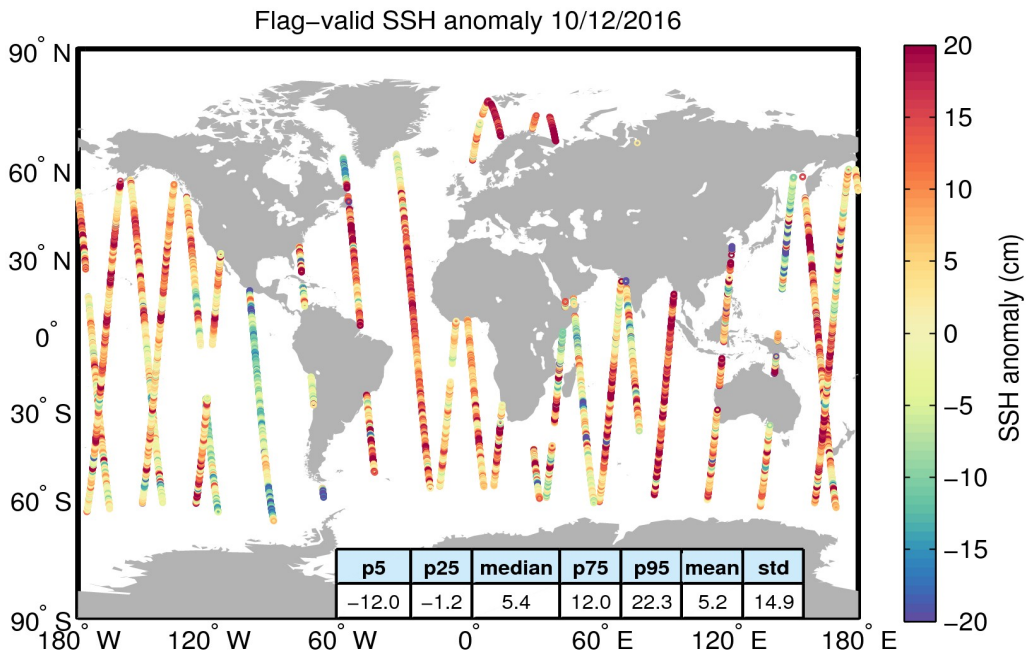 Flag−valid SSH anomaly 10/12/2016
90° N
60° N
30° N
0°
30° S
60° S
90° S
180° W 120° W 60° W 0° 60° E 120° E 180° E
p5 p25 median p75 p95 mean std
−12.0 −1.2 5.4 12.0 22.3 5.2 14.9
20
15
10
5
0
−5
−10
−15
−20
SSH anomaly (cm)